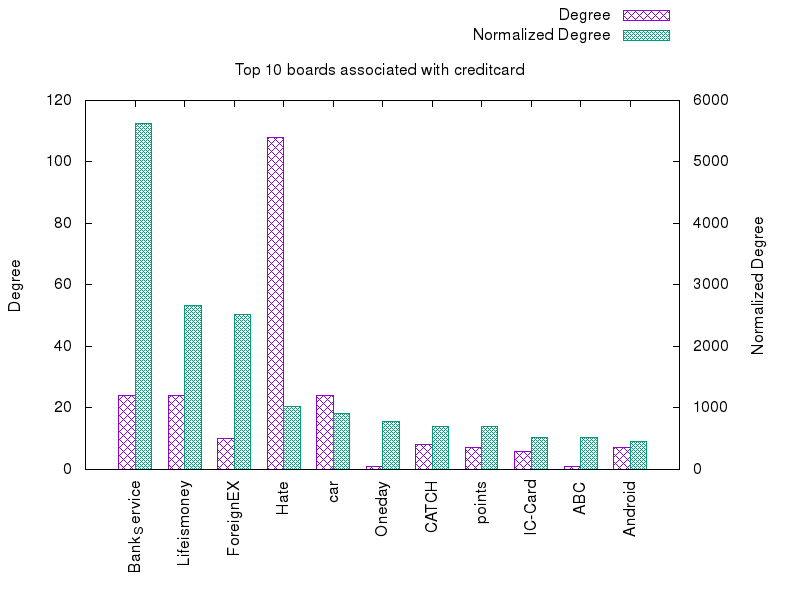 Degree
Normalized Degree
Top 10 boards associated with creditcard
120
100
80
60
40
20
0
6000
5000
4000
3000
2000
1000
0
Degree
Normalized Degree
BankService
Lifeismoney
ForeignEX
Hate
car
Oneday
CATCH
points
IC-Card
ABC
Android